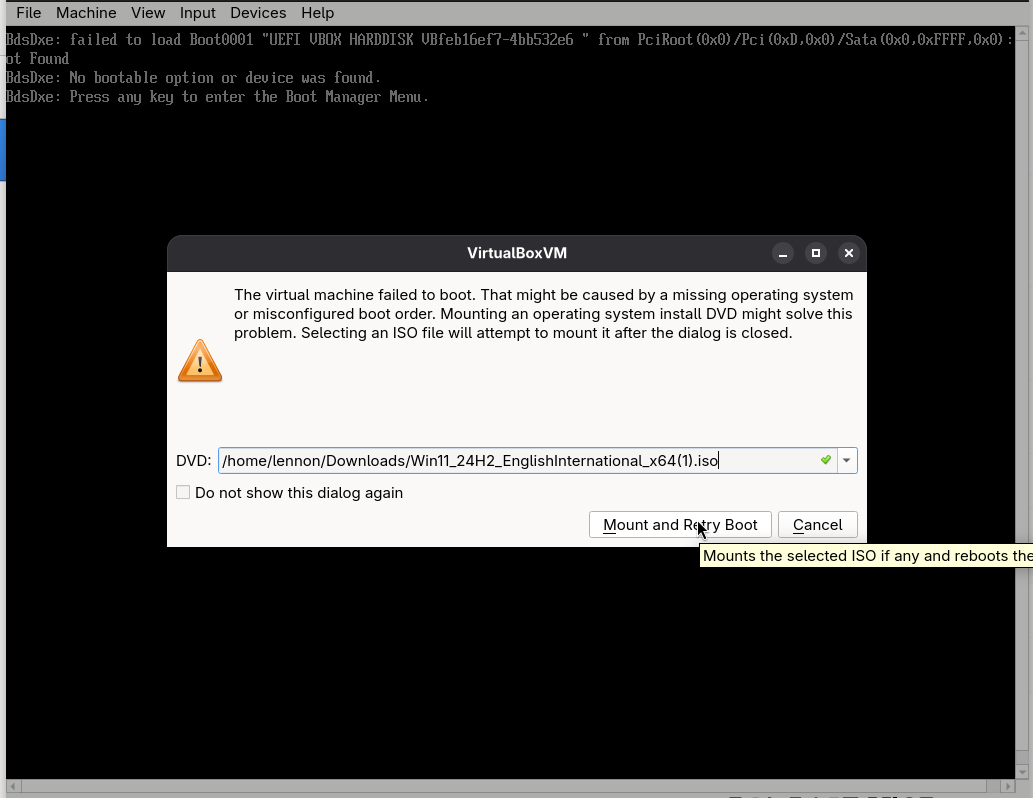 File Machine View Input Devices Help
BdsDxe: failed to load Boot0001 "UEFI VBOX HARDDISK VBfeb16ef7-4bb532e6 " from PciRoot(0x0)/Pci(0xD,0x0)/Sata(0x0,0xFFFF,0x0):
ot Found
BdsDxe: No bootable option or device was found.
BdsDxe: Press any key to enter the Boot Manager Menu.
VirtualBoxVM
The virtual machine failed to boot. That might be caused by a missing operating system
or misconfigured boot order. Mounting an operating system install DVD might solve this
problem. Selecting an ISO file will attempt to mount it after the dialog is closed.
DVD: /home/lennon/Downloads/Win11_24H2_EnglishInternational_x64(1).iso
Do not show this dialog again
Mount and Retry Boot Cancel
Mounts the selected ISO if any and reboots the